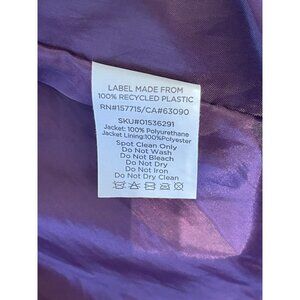 LABEL MADE FROM
100% RECYCLED PLASTIC
RN#157715/CA#63090
SKU#01536291
Jacket: 100% Polyurethane
Jacket Lining:100%Polyester
Spot Clean Only
Do Not Wash
Do Not Bleach
Do Not Dry
Do Not Iron
Do Not Dry Clean